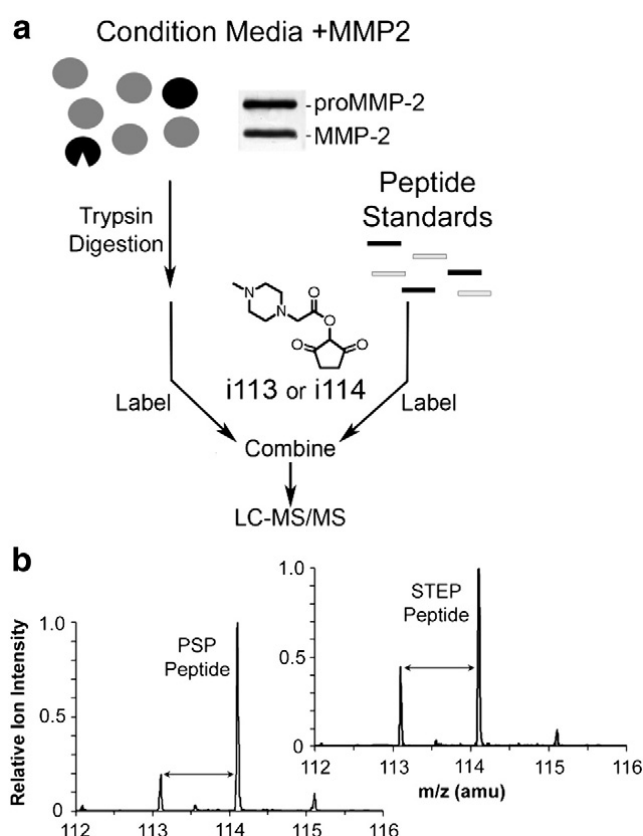 a
Condition Media +MMP2
proMMP-2
MMP-2
Peptide
Standards
Trypsin
Digestion
N
N
O
O
O
O
i113 or i114
Label
Label
Combine
LC-MS/MS
b
Relative Ion Intensity
1.0
0.5
0
PSP
Peptide
112 113 114 115 116
1.0
0.5
0
STEP
Peptide
112 113 114 115 116
m/z (amu)